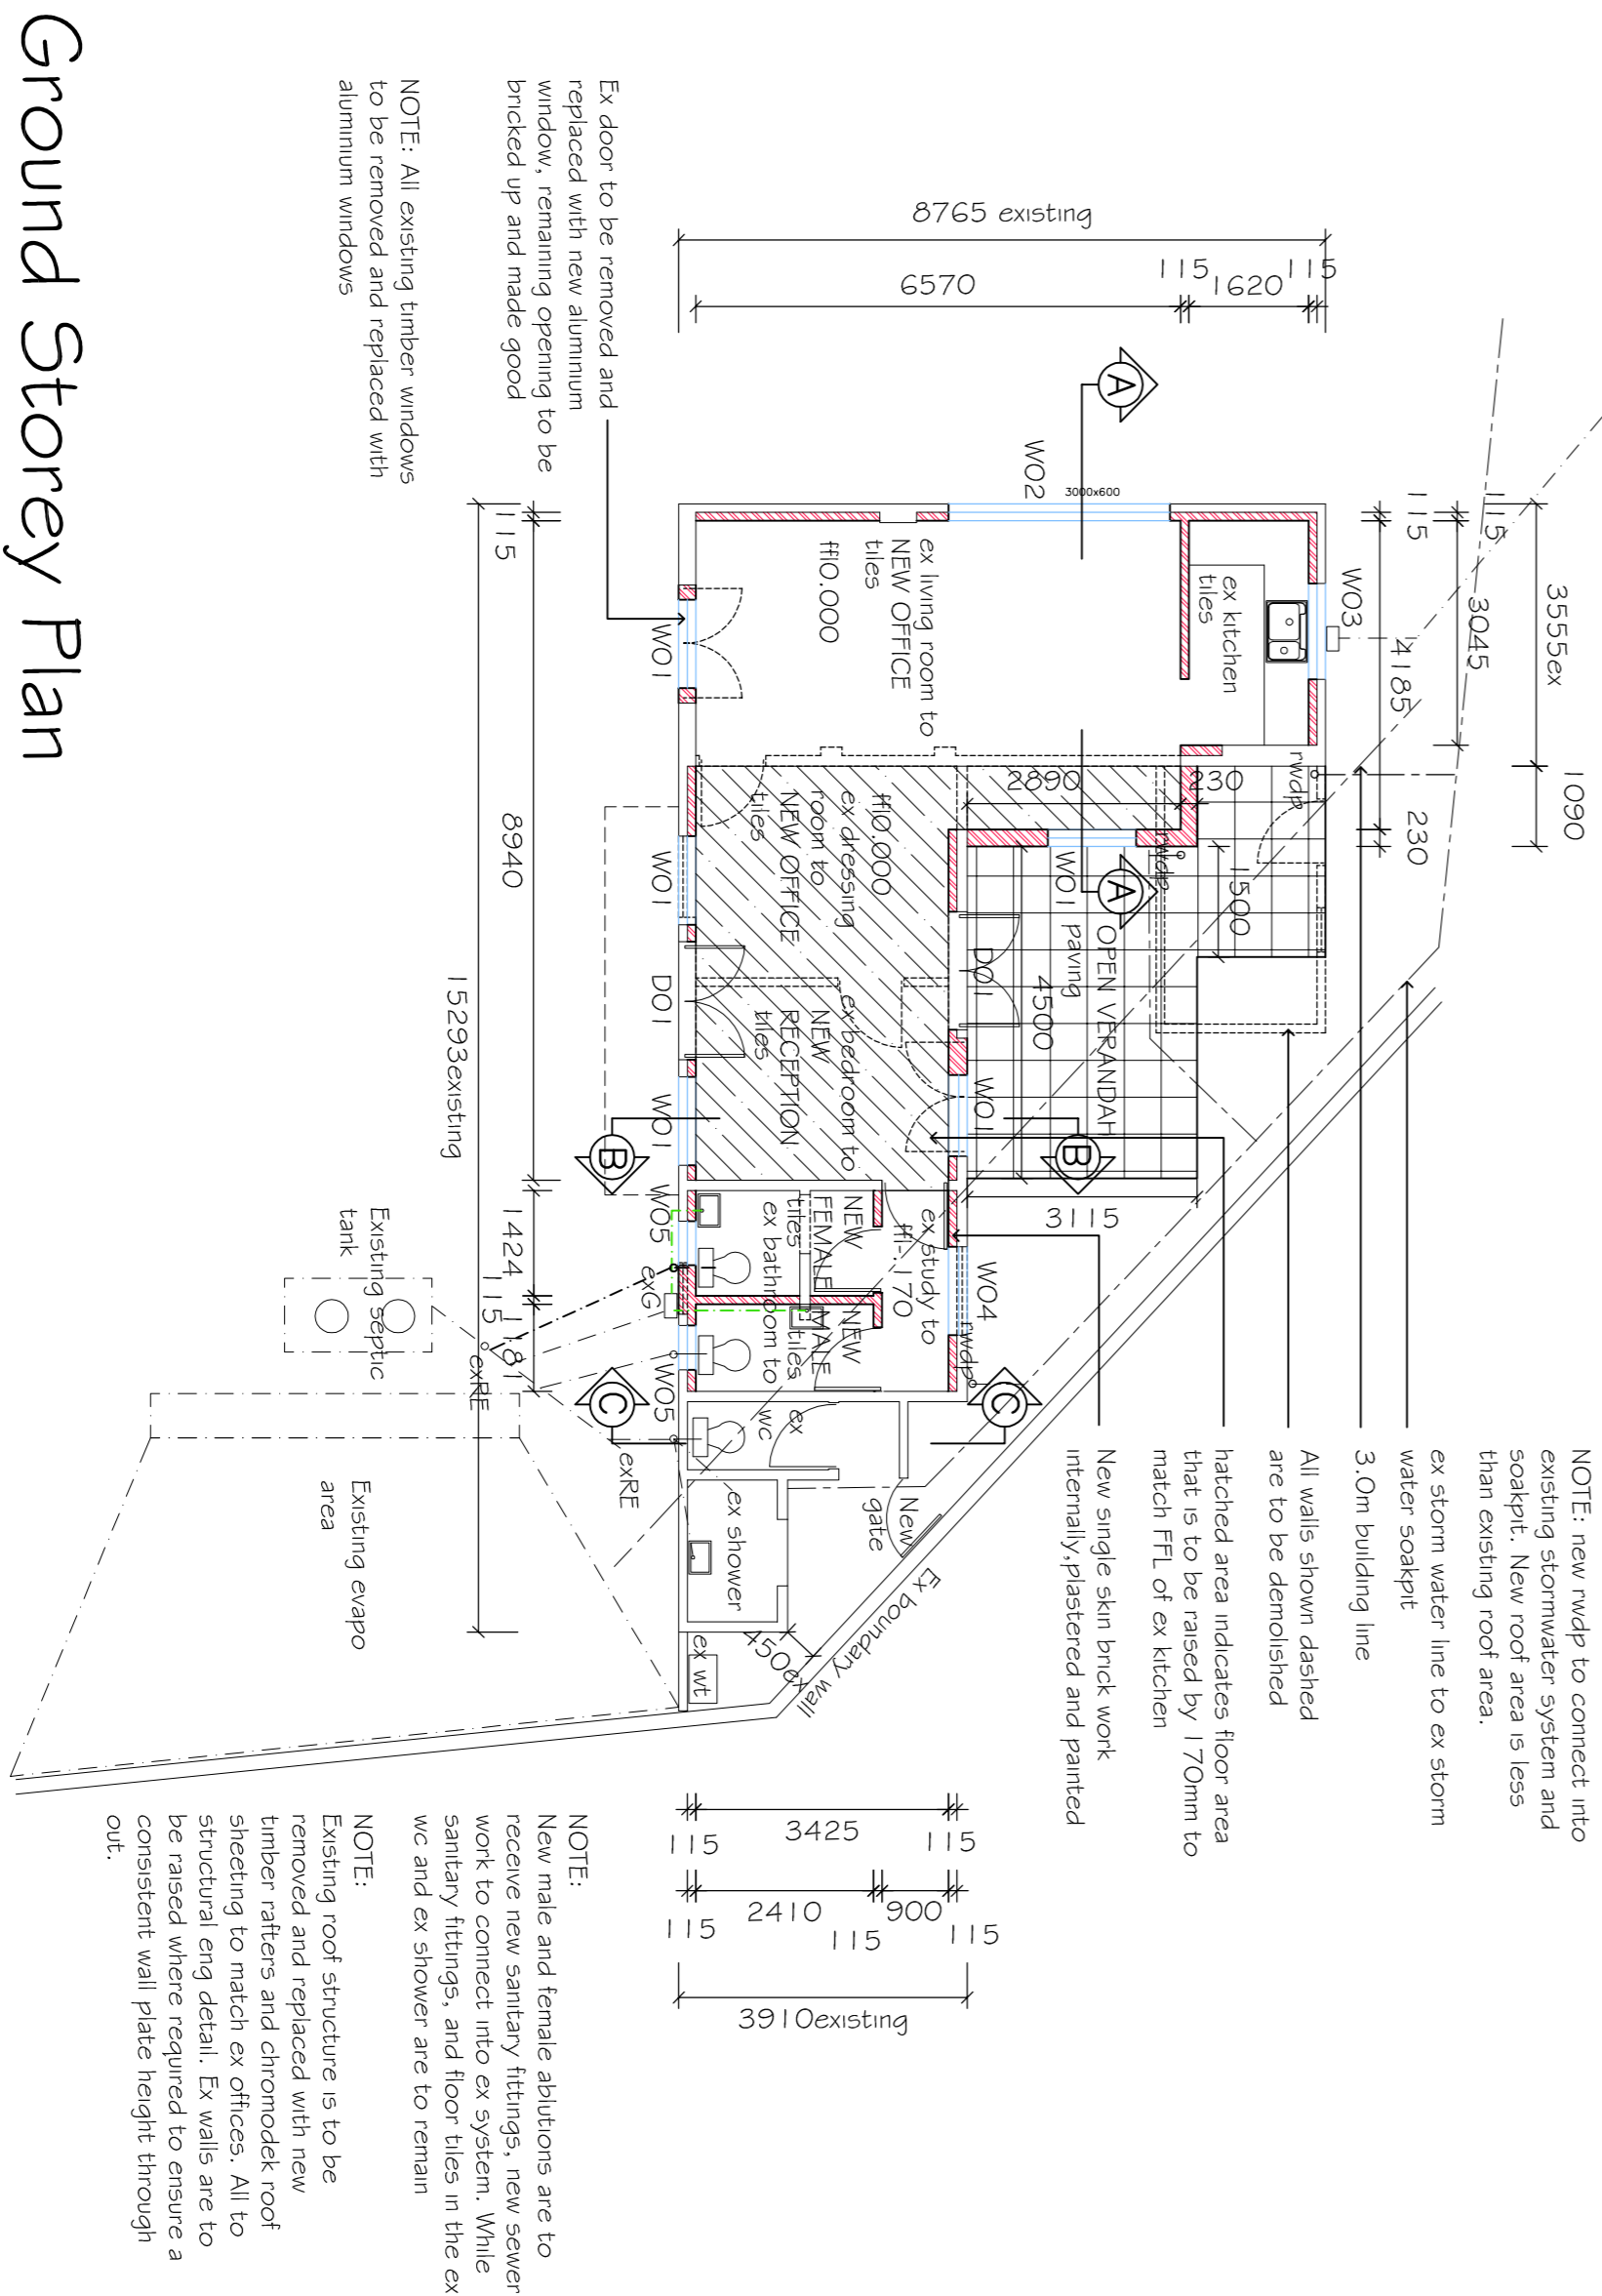 Ground Storey Plan
NOTE: All existing timber windows
to be removed and replaced with
aluminium windows
Ex door to be removed and
replaced with new aluminium
window, remaining opening to be
bricked up and made good
8765 existing
6570
115
1620
115
A
W02
3000x600
ex living room to
NEW OFFICE
tiles
ffl0.000
ex kitchen
tiles
W03
W01
115
115
3555ex
3045
4185
1090
230
rwdp
2890
230
1500
rwdp
W01
A
OPEN VERANDAH
paving
4500
D01
W01
B
3115
ffl0.000
ex dressing
room to
NEW OFFICE
tiles
ex bedroom to
NEW
RECEPTION
tiles
W01
D01
W01
B
115
8940
15293existing
1424
115
1181
W05
exG
W05
NEW
FEMALE
tiles
ex bathroom to
NEW
MALE
tiles
ex study to
ffl-.170
W04
rwdp
C
C
ex
wc
exRE
exRE
ex shower
New
gate
ex wt
450ex
Ex boundary wall
Existing septic
tank
Existing evapo
area
NOTE: new rwdp to connect into
existing stormwater system and
soakpit. New roof area is less
than existing roof area.
ex storm water line to ex storm
water soakpit
3.0m building line
All walls shown dashed
are to be demolished
hatched area indicates floor area
that is to be raised by 170mm to
match FFL of ex kitchen
New single skin brick work
internally,plastered and painted
115
3425
115
115
2410
115
900
115
3910existing
NOTE:
New male and female ablutions are to
receive new sanitary fittings, new sewer
work to connect into ex system. While
sanitary fittings, and floor tiles in the ex
wc and ex shower are to remain
NOTE:
Existing roof structure is to be
removed and replaced with new
timber rafters and chromodek roof
sheeting to match ex offices. All to
structural eng detail. Ex walls are to
be raised where required to ensure a
consistent wall plate height through
out.